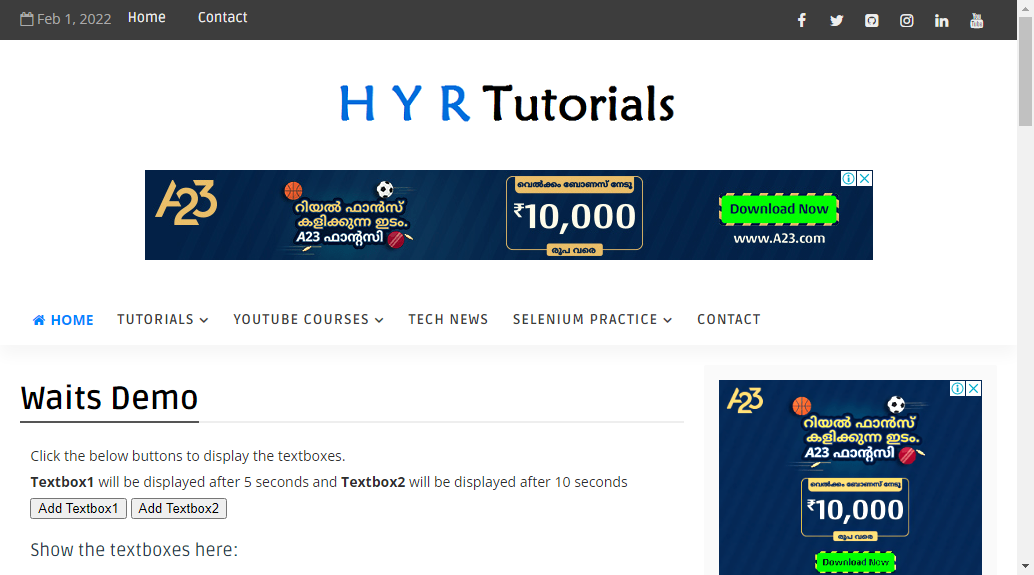 Feb 1, 2022 Home Contact
H Y R Tutorials
A23
റിയൽ ഫാൻസ്
കളിക്കുന്ന ഇടം.
A23 ഫാന്റസി
വെൽക്കം ബോണസ് നേടൂ
₹10,000
രൂപ വരെ
Download Now
www.A23.com
HOME TUTORIALS YOUTUBE COURSES TECH NEWS SELENIUM PRACTICE CONTACT
Waits Demo
Click the below buttons to display the textboxes.
Textbox1 will be displayed after 5 seconds and Textbox2 will be displayed after 10 seconds
Add Textbox1 Add Textbox2
Show the textboxes here:
A23
റിയൽ ഫാൻസ്
കളിക്കുന്ന ഇടം.
A23 ഫാന്റസി
വെൽക്കം ബോണസ് നേടൂ
₹10,000
രൂപ വരെ
Download Now